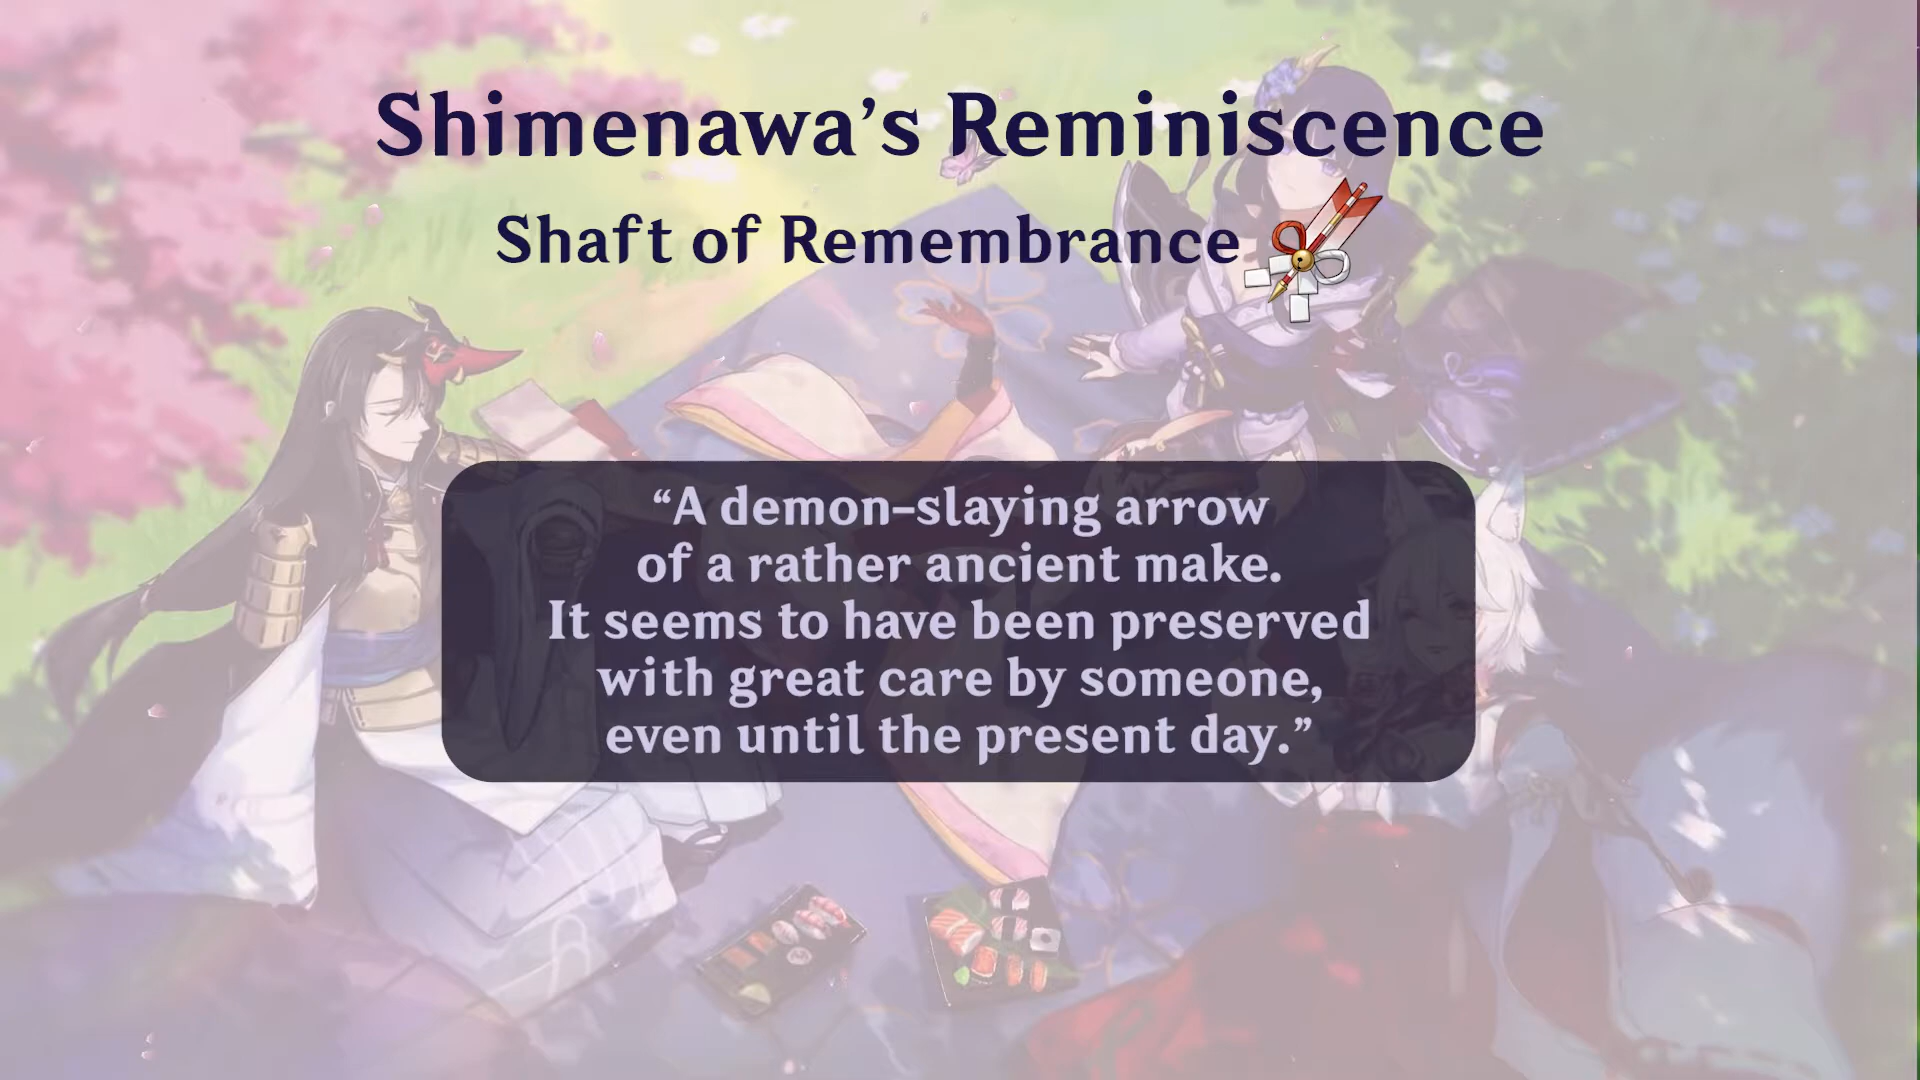 Shimenawa’s Reminiscence
Shaft of Remembrance
“A demon-slaying arrow
of a rather ancient make.
It seems to have been preserved
with great care by someone,
even until the present day.”